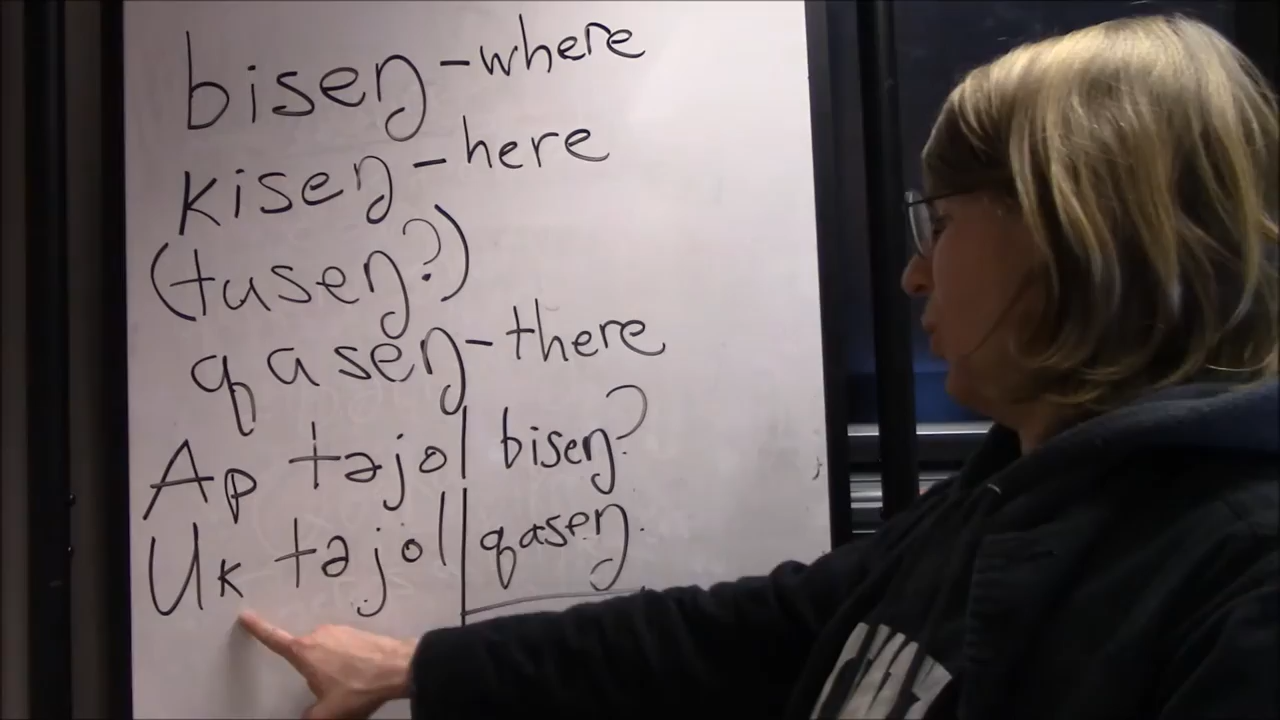 biseŋ - where
kiseŋ - here
(tuseŋ?)
qaseŋ - there
Ap təjol biseŋ?
Uk təjol qaseŋ.